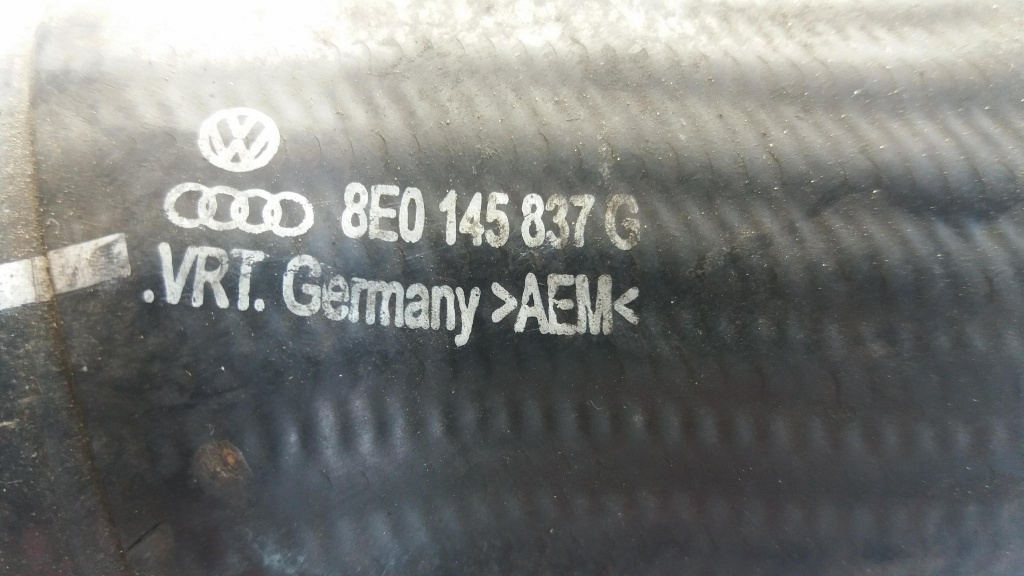 8E0 145 837 G
.VRT. Germany >AEM<